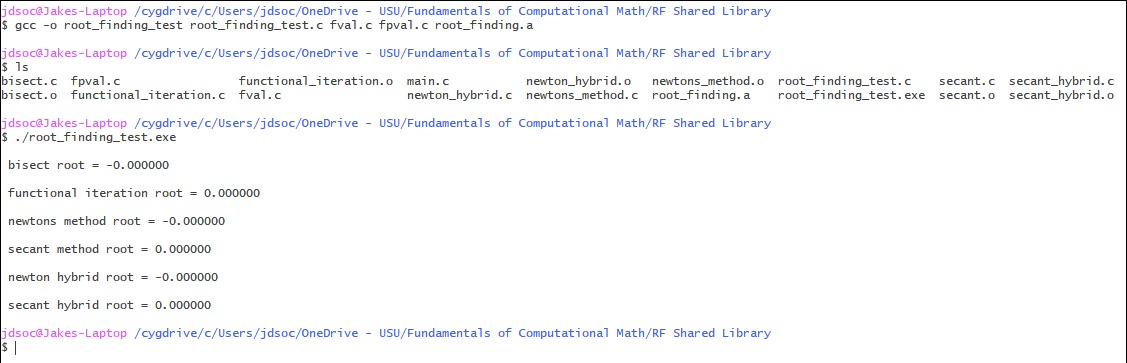 jdsoc@Jakes-Laptop /cygdrive/c/Users/jdsoc/OneDrive - USU/Fundamentals of Computational Math/RF Shared Library
$ gcc -o root_finding_test root_finding_test.c fval.c fpval.c root_finding.a
jdsoc@Jakes-Laptop /cygdrive/c/Users/jdsoc/OneDrive - USU/Fundamentals of Computational Math/RF Shared Library
$ ls
bisect.c  fpval.c                 functional_iteration.o  main.c           newton_hybrid.o   newtons_method.o  root_finding_test.c    secant.c  secant_hybrid.c
bisect.o  functional_iteration.c  fval.c                  newton_hybrid.c  newtons_method.c  root_finding.a    root_finding_test.exe  secant.o  secant_hybrid.o
jdsoc@Jakes-Laptop /cygdrive/c/Users/jdsoc/OneDrive - USU/Fundamentals of Computational Math/RF Shared Library
$ ./root_finding_test.exe
bisect root = -0.000000
functional iteration root = 0.000000
newtons method root = -0.000000
secant method root = 0.000000
newton hybrid root = -0.000000
secant hybrid root = 0.000000
jdsoc@Jakes-Laptop /cygdrive/c/Users/jdsoc/OneDrive - USU/Fundamentals of Computational Math/RF Shared Library
$